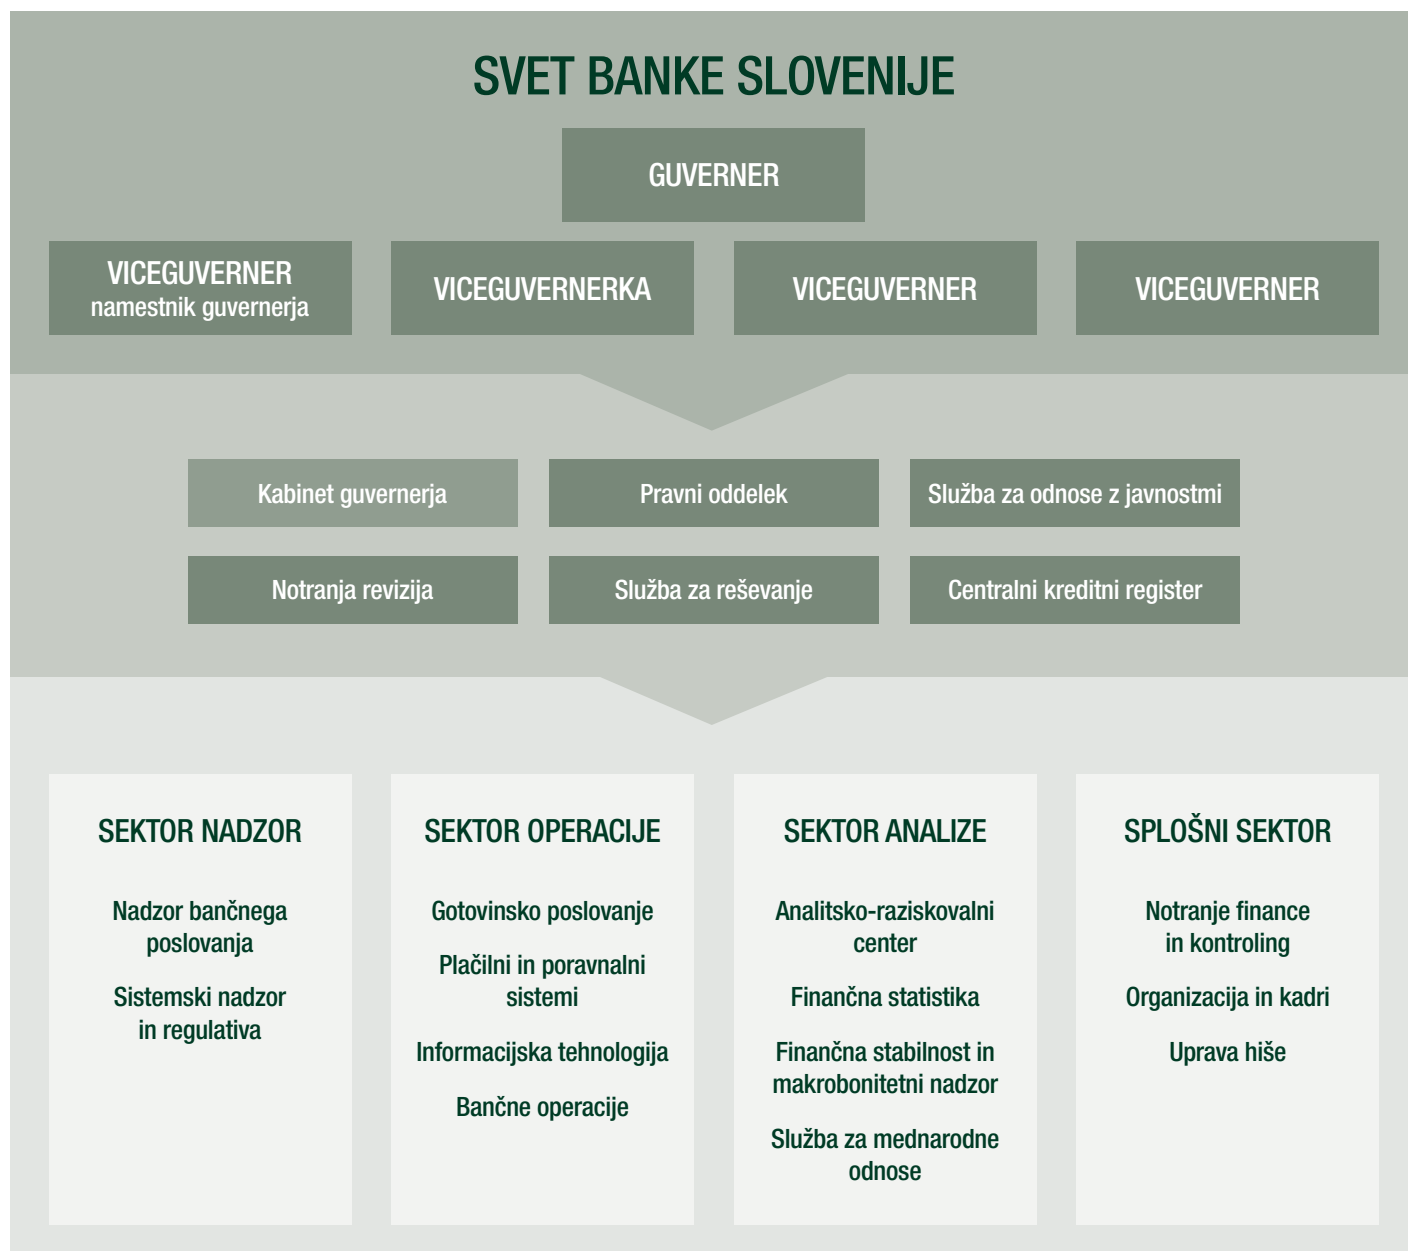 SVET BANKE SLOVENIJE
GUVERNER
VICEGUVERNER
namestnik guvernerja
VICEGUVERNERKA
VICEGUVERNER
VICEGUVERNER
Kabinet guvernerja
Pravni oddelek
Služba za odnose z javnostmi
Notranja revizija
Služba za reševanje
Centralni kreditni register
SEKTOR NADZOR
Nadzor bančnega
poslovanja
Sistemski nadzor
in regulativa
SEKTOR OPERACIJE
Gotovinsko poslovanje
Plačilni in poravnalni
sistemi
Informacijska tehnologija
Bančne operacije
SEKTOR ANALIZE
Analitsko-raziskovalni
center
Finančna statistika
Finančna stabilnost in
makrobonitetni nadzor
Služba za mednarodne
odnose
SPLOŠNI SEKTOR
Notranje finance
in kontroling
Organizacija in kadri
Uprava hiše